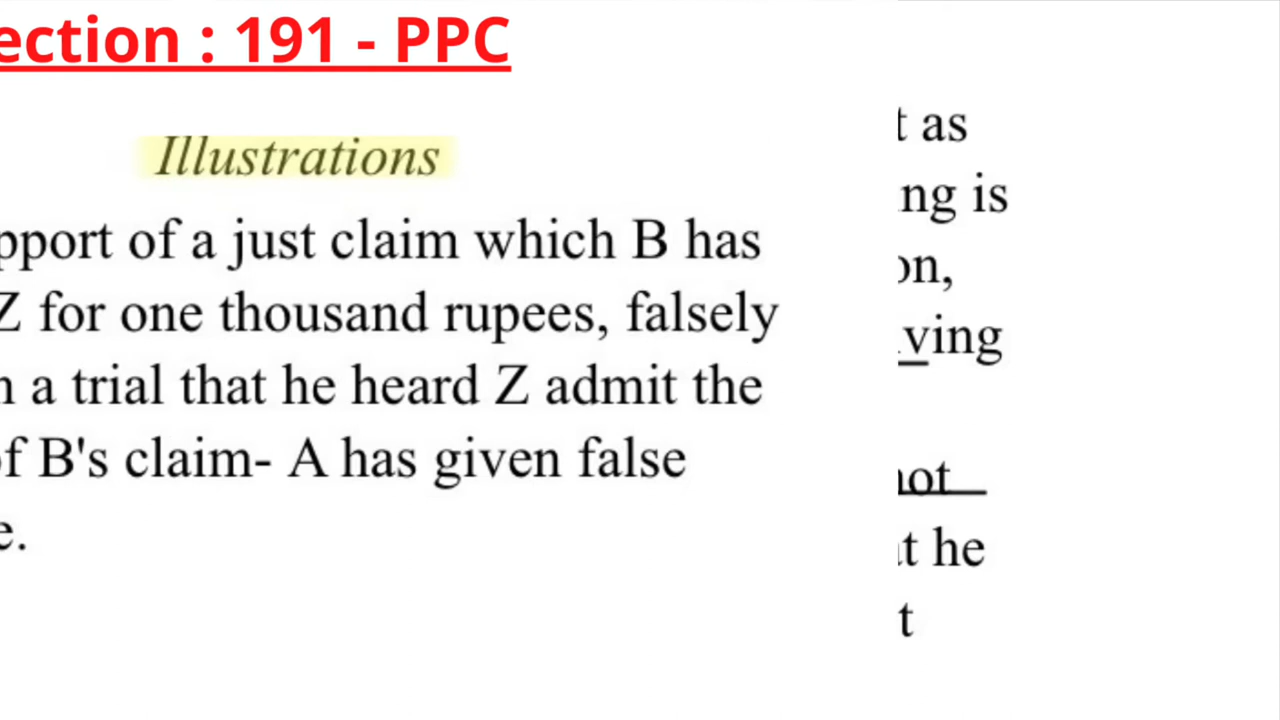 ection : 191 - PPC
Illustrations
pport of a just claim which B has
Z for one thousand rupees, falsely
a trial that he heard Z admit the
of B's claim- A has given false
e.
t as
ng is
on,
ving
not
t he
t